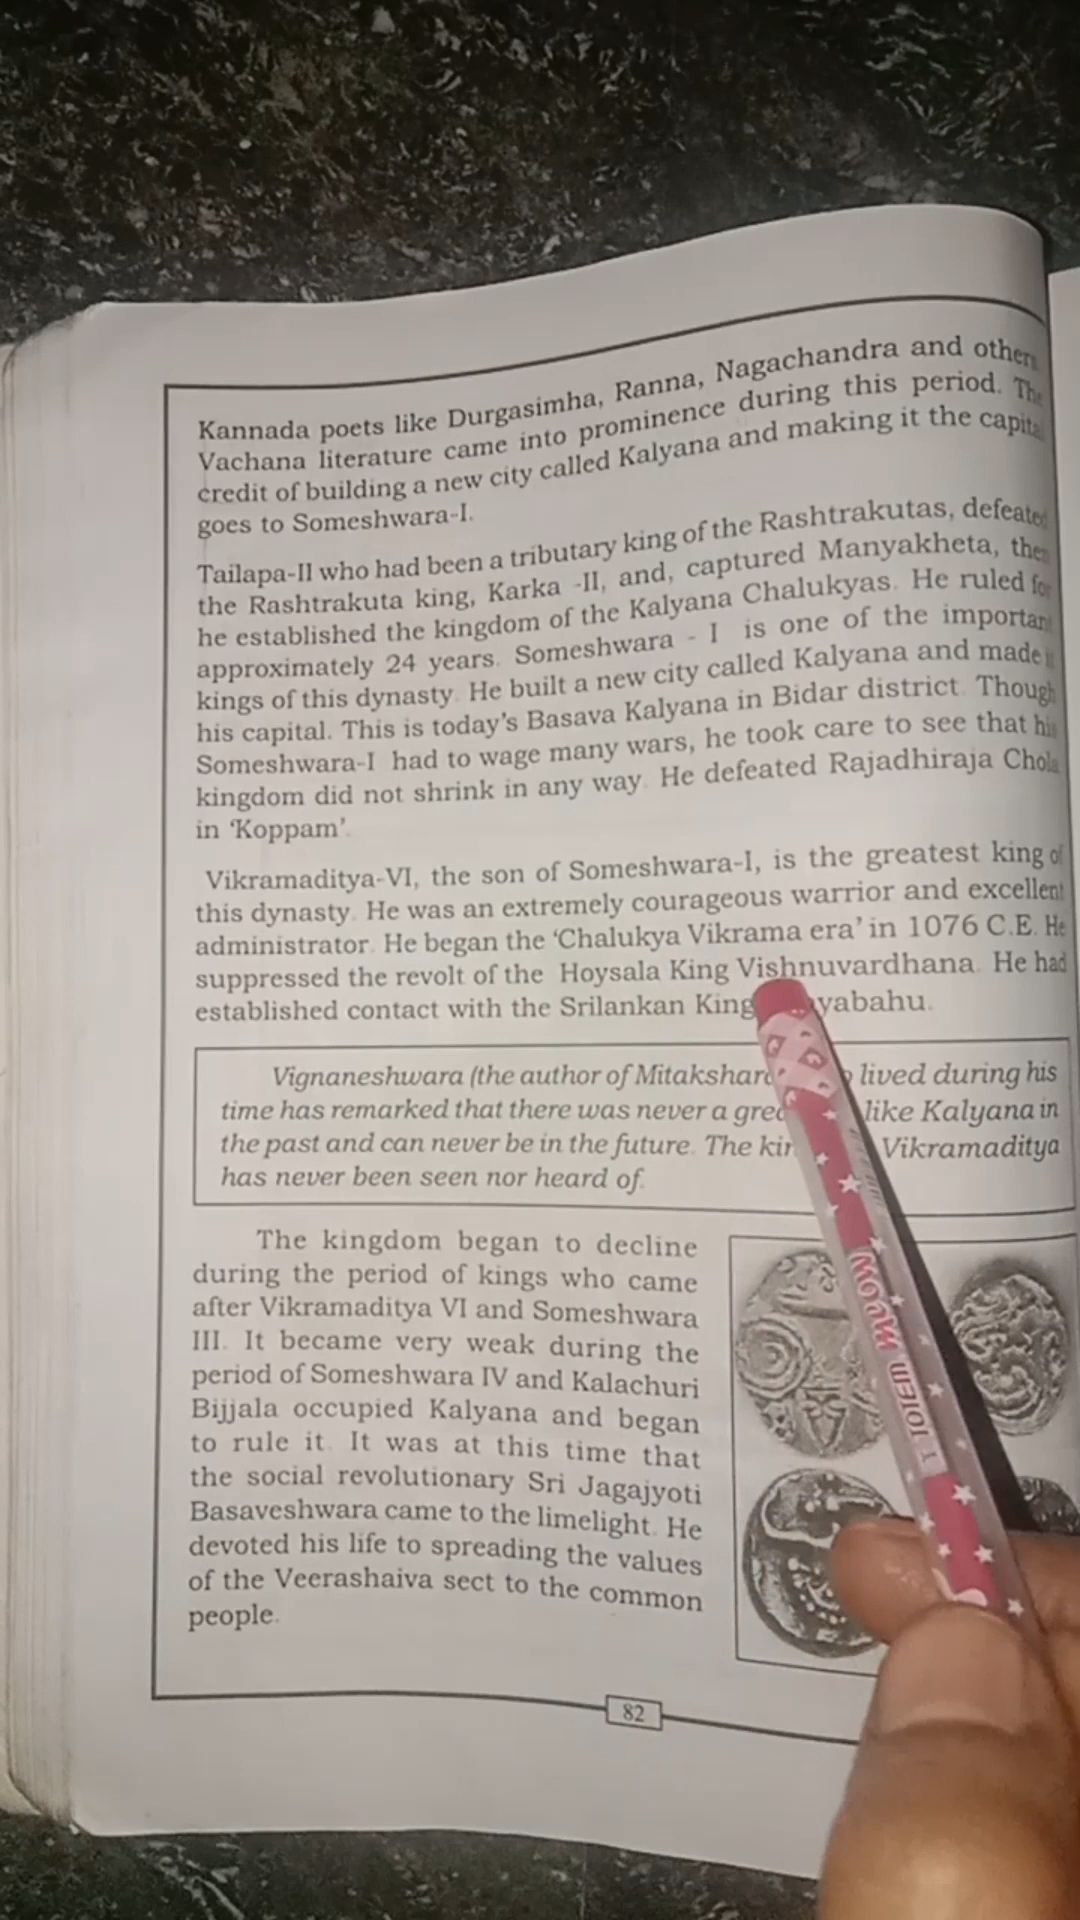 Kannada poets like Durgasimha, Ranna, Nagachandra and others
Vachana literature came into prominence during this period. The
credit of building a new city called Kalyana and making it the capital
goes to Someshwara-I.
Tailapa-II who had been a tributary king of the Rashtrakutas, defeated
the Rashtrakuta king, Karka -II, and, captured Manyakheta, then
he established the kingdom of the Kalyana Chalukyas. He ruled for
approximately 24 years. Someshwara - I is one of the important
kings of this dynasty. He built a new city called Kalyana and made it
his capital. This is today's Basava Kalyana in Bidar district. Though
Someshwara-I had to wage many wars, he took care to see that his
kingdom did not shrink in any way. He defeated Rajadhiraja Chola
in 'Koppam'.
Vikramaditya-VI, the son of Someshwara-I, is the greatest king of
this dynasty. He was an extremely courageous warrior and excellent
administrator. He began the 'Chalukya Vikrama era' in 1076 C.E. He
suppressed the revolt of the Hoysala King Vishnuvardhana. He had
established contact with the Srilankan King yabahu.
Vignaneshwara (the author of Mitakshara lived during his
time has remarked that there was never a like Kalyana in
the past and can never be in the future. The Vikramaditya
has never been seen nor heard of.
The kingdom began to decline
during the period of kings who came
after Vikramaditya VI and Someshwara
III. It became very weak during the
period of Someshwara IV and Kalachuri
Bijjala occupied Kalyana and began
to rule it. It was at this time that
the social revolutionary Sri Jagajyoti
Basaveshwara came to the limelight. He
devoted his life to spreading the values
of the Veerashaiva sect to the common
people.
82